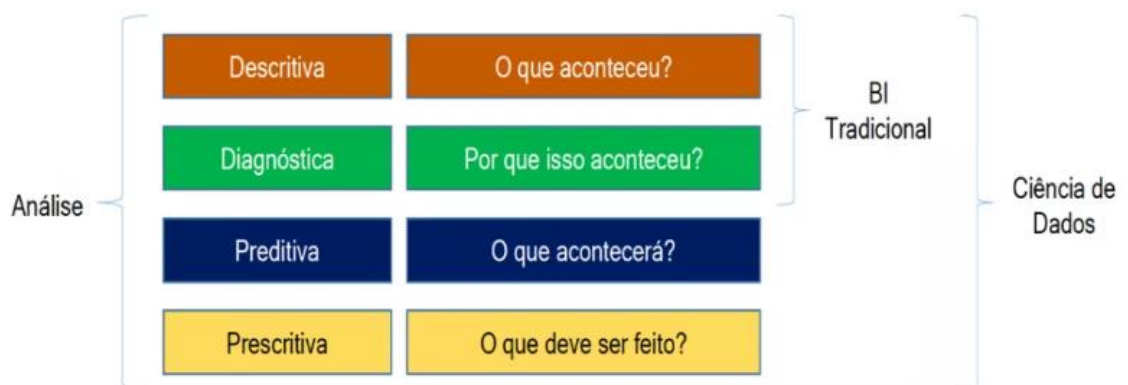 Análise
Descritiva
O que aconteceu?
Diagnóstica
Por que isso aconteceu?
Preditiva
O que acontecerá?
Prescritiva
O que deve ser feito?
BI
Tradicional
Ciência de
Dados